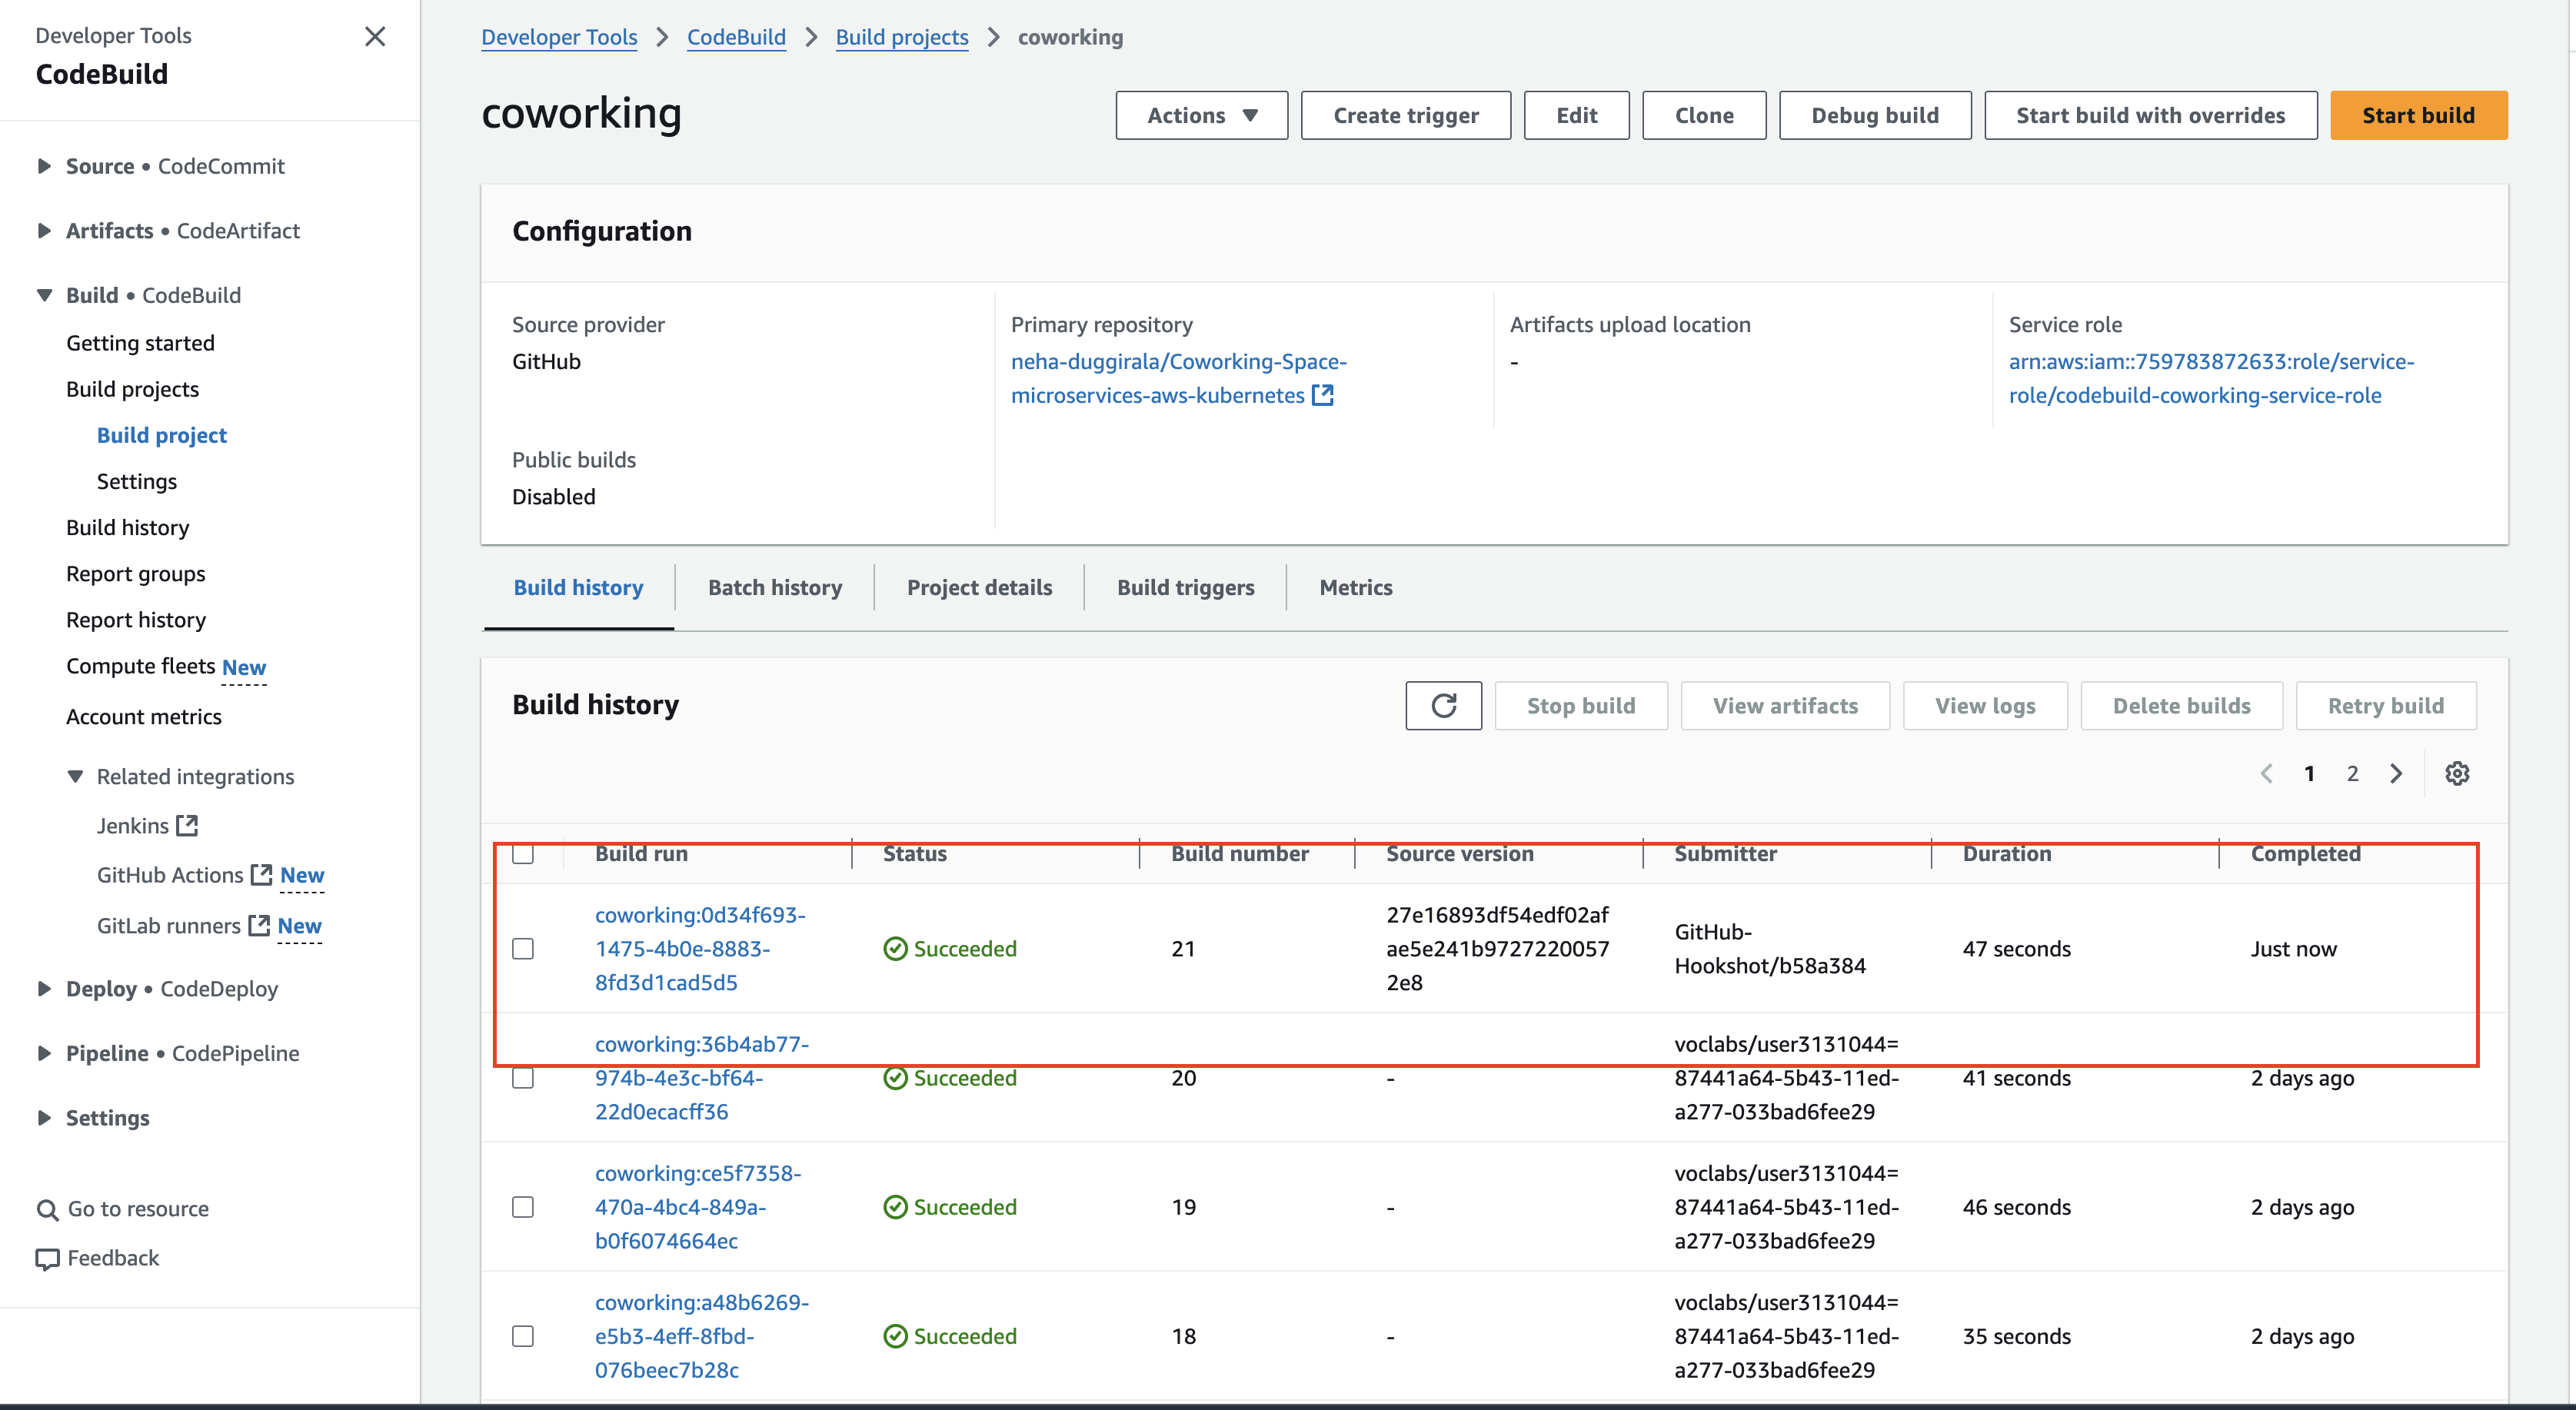 Developer Tools
CodeBuild
Source • CodeCommit
Artifacts • CodeArtifact
Build • CodeBuild
Getting started
Build projects
Build project
Settings
Build history
Report groups
Report history
Compute fleets New
Account metrics
Related integrations
Jenkins
GitHub Actions New
GitLab runners New
Deploy • CodeDeploy
Pipeline • CodePipeline
Settings
Go to resource
Feedback
Developer Tools > CodeBuild > Build projects > coworking
coworking
Actions Create trigger Edit Clone Debug build Start build with overrides Start build
Configuration
Source provider
GitHub
Primary repository
neha-duggirala/Coworking-Space-
microservices-aws-kubernetes
Artifacts upload location
-
Service role
arn:aws:iam::759783872633:role/service-
role/codebuild-coworking-service-role
Public builds
Disabled
Build history Batch history Project details Build triggers Metrics
Build history
Stop build View artifacts View logs Delete builds Retry build
< 1 2 >
Build run Status Build number Source version Submitter Duration Completed
coworking:0d34f693-
1475-4b0e-8883-
8fd3d1cad5d5
Succeeded
21
27e16893df54edf02af
ae5e241b9727220057
2e8
GitHub-
Hookshot/b58a384
47 seconds
Just now
coworking:36b4ab77-
974b-4e3c-bf64-
22d0ecacff36
Succeeded
20
-
voclabs/user3131044=
87441a64-5b43-11ed-
a277-033bad6fee29
41 seconds
2 days ago
coworking:ce5f7358-
470a-4bc4-849a-
b0f6074664ec
Succeeded
19
-
voclabs/user3131044=
87441a64-5b43-11ed-
a277-033bad6fee29
46 seconds
2 days ago
coworking:a48b6269-
e5b3-4eff-8fbd-
076beec7b28c
Succeeded
18
-
voclabs/user3131044=
87441a64-5b43-11ed-
a277-033bad6fee29
35 seconds
2 days ago